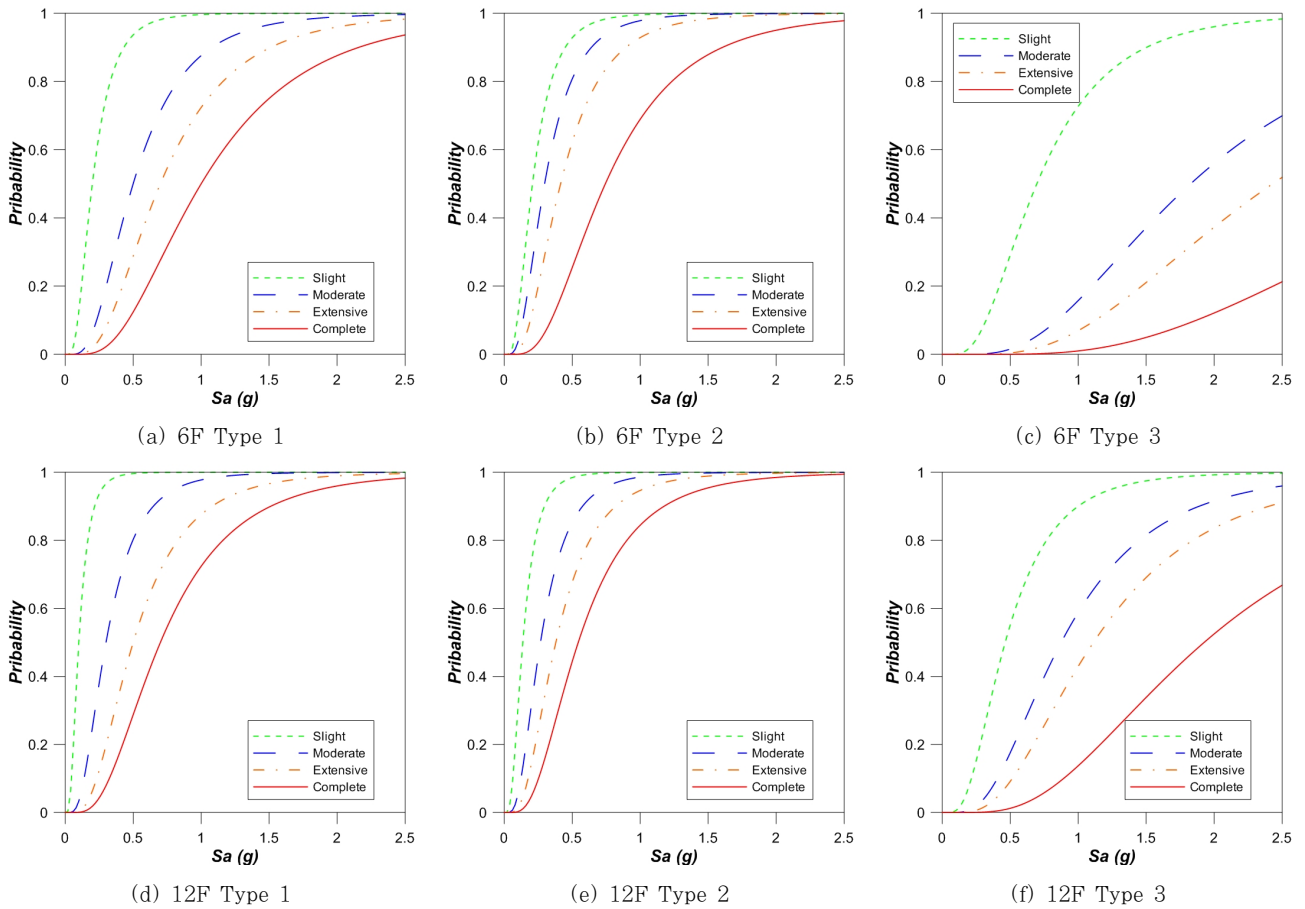 1
0.8
0.6
0.4
0.2
0
Pribability
0 0.5 1 1.5 2 2.5
Sa (g)
Slight
Moderate
Extensive
Complete
(a) 6F Type 1
1
0.8
0.6
0.4
0.2
0
Pribability
0 0.5 1 1.5 2 2.5
Sa (g)
Slight
Moderate
Extensive
Complete
(b) 6F Type 2
1
0.8
0.6
0.4
0.2
0
Pribability
0 0.5 1 1.5 2 2.5
Sa (g)
Slight
Moderate
Extensive
Complete
(c) 6F Type 3
1
0.8
0.6
0.4
0.2
0
Pribability
0 0.5 1 1.5 2 2.5
Sa (g)
Slight
Moderate
Extensive
Complete
(d) 12F Type 1
1
0.8
0.6
0.4
0.2
0
Pribability
0 0.5 1 1.5 2 2.5
Sa (g)
Slight
Moderate
Extensive
Complete
(e) 12F Type 2
1
0.8
0.6
0.4
0.2
0
Pribability
0 0.5 1 1.5 2 2.5
Sa (g)
Slight
Moderate
Extensive
Complete
(f) 12F Type 3